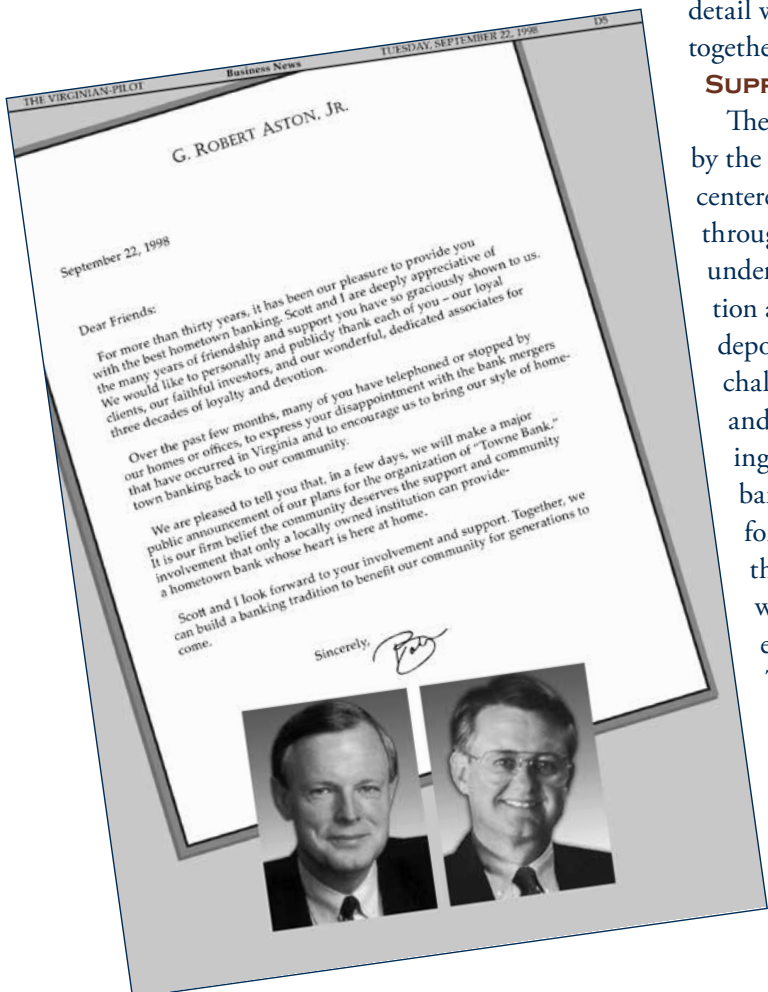 THE VIRGINIAN-PILOT Business News TUESDAY, SEPTEMBER 22, 1998 D5
G. ROBERT ASTON, JR.
September 22, 1998
Dear Friends:
For more than thirty years, it has been our pleasure to provide you
with the best hometown banking. Scott and I are deeply appreciative of
the many years of friendship and support you have so graciously shown to us.
We would like to personally and publicly thank each of you – our loyal
clients, our faithful investors, and our wonderful, dedicated associates for
three decades of loyalty and devotion.
Over the past few months, many of you have telephoned or stopped by
our homes or offices, to express your disappointment with the bank mergers
that have occurred in Virginia and to encourage us to bring our style of home-
town banking back to our community.
We are pleased to tell you that, in a few days, we will make a major
public announcement of our plans for the organization of "Towne Bank."
It is our firm belief the community deserves the support and community
involvement that only a locally owned institution can provide-
a hometown bank whose heart is here at home.
Scott and I look forward to your involvement and support. Together, we
can build a banking tradition to benefit our community for generations to
come.
Sincerely, Bob
detail
together
SUPP
The
by the
centere
throug
under
tion a
depo
chal
and
ing
ba
fo
th
w
e
T